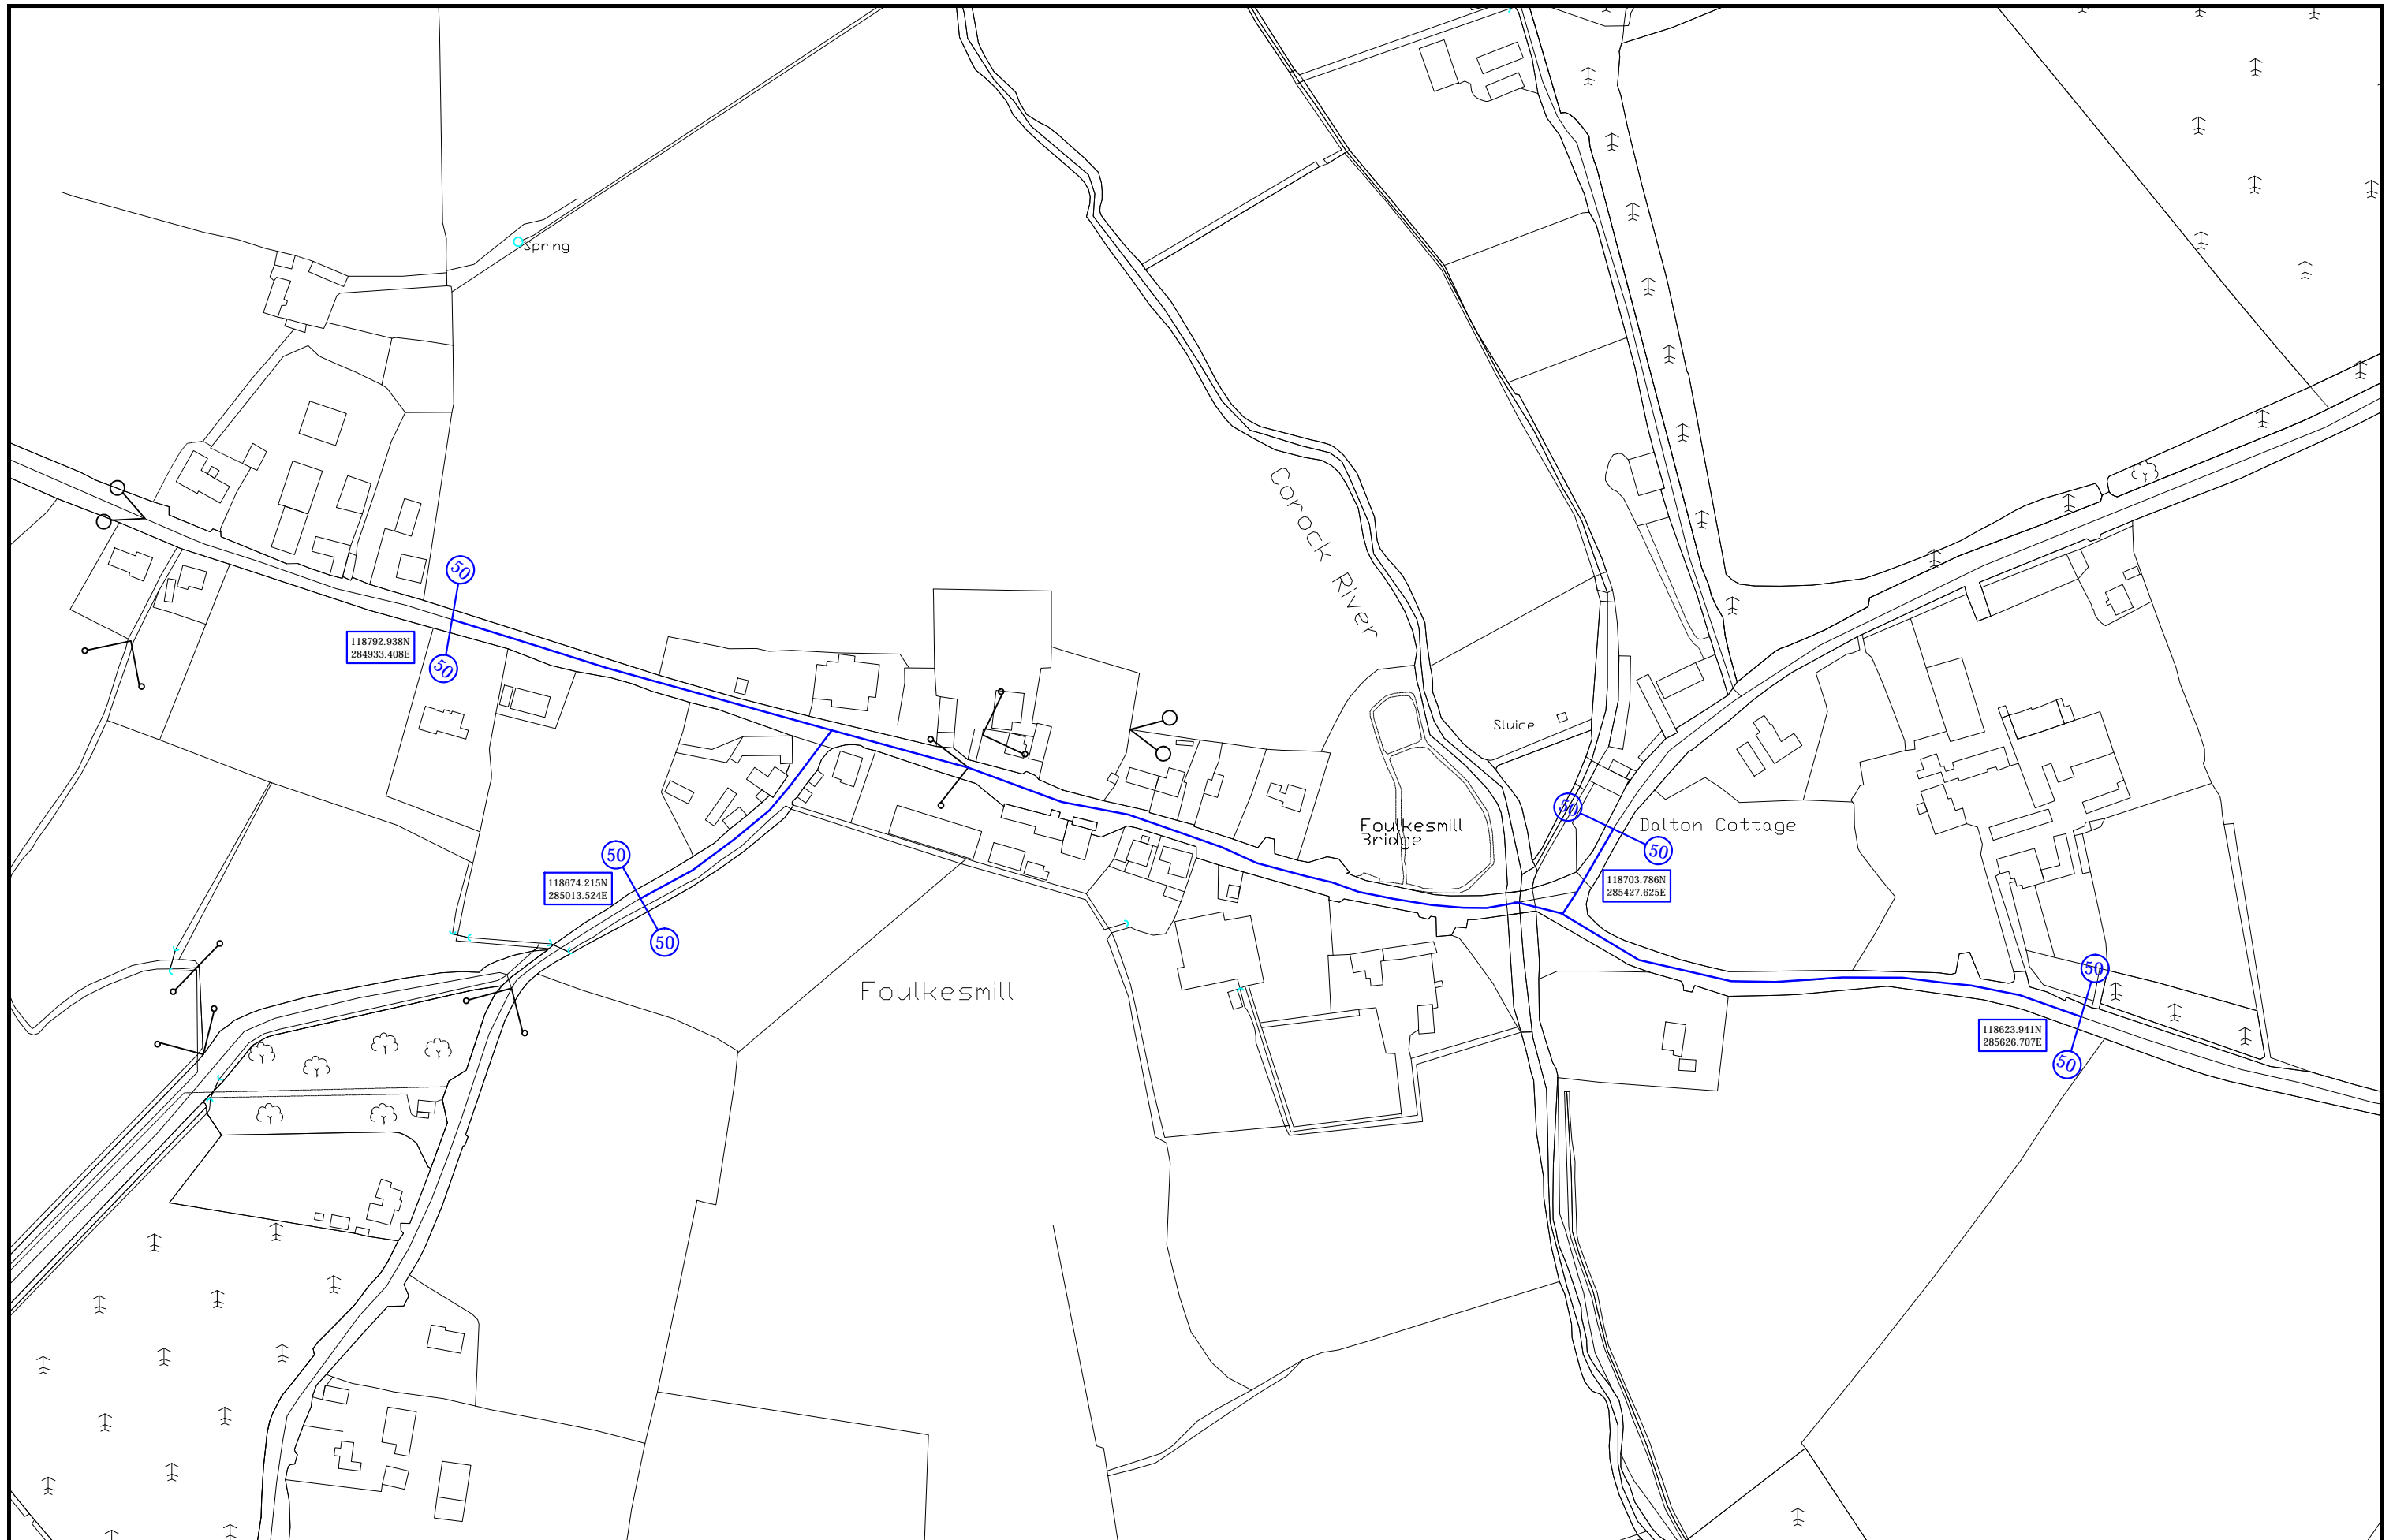 Spring
Corock River
50
50
118792.938N
284933.408E
Sluice
50
Foulkesmill
Bridge
Dalton Cottage
50
50
118674.215N
285013.524E
118703.786N
285427.625E
50
Foulkesmill
50
118623.941N
285626.707E
50